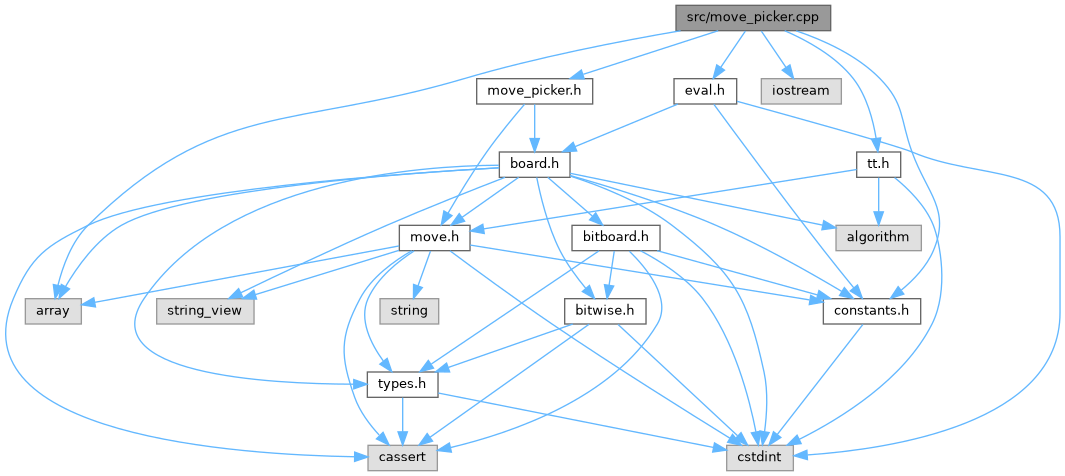 src/move_picker.cpp
move_picker.h
eval.h
iostream
board.h
tt.h
move.h
bitboard.h
algorithm
array
string_view
string
bitwise.h
constants.h
types.h
cassert
cstdint